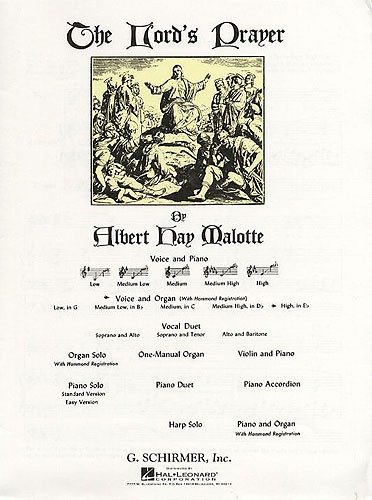 The Lord's Prayer
By
Albert Hay Malotte
Voice and Piano
Low Medium Low Medium Medium High High
Voice and Organ (With Hammond Registration)
Low, in G Medium Low, in B♭ Medium, in C Medium High, in D♭ High, in E♭
Vocal Duet
Soprano and Alto Soprano and Tenor Alto and Baritone
Organ Solo One-Manual Organ Violin and Piano
With Hammond Registration
Piano Solo Piano Duet Piano Accordion
Standard Version
Easy Version
Harp Solo Piano and Organ
With Hammond Registration
G. SCHIRMER, Inc.
DISTRIBUTED BY
HAL•LEONARD
CORPORATION